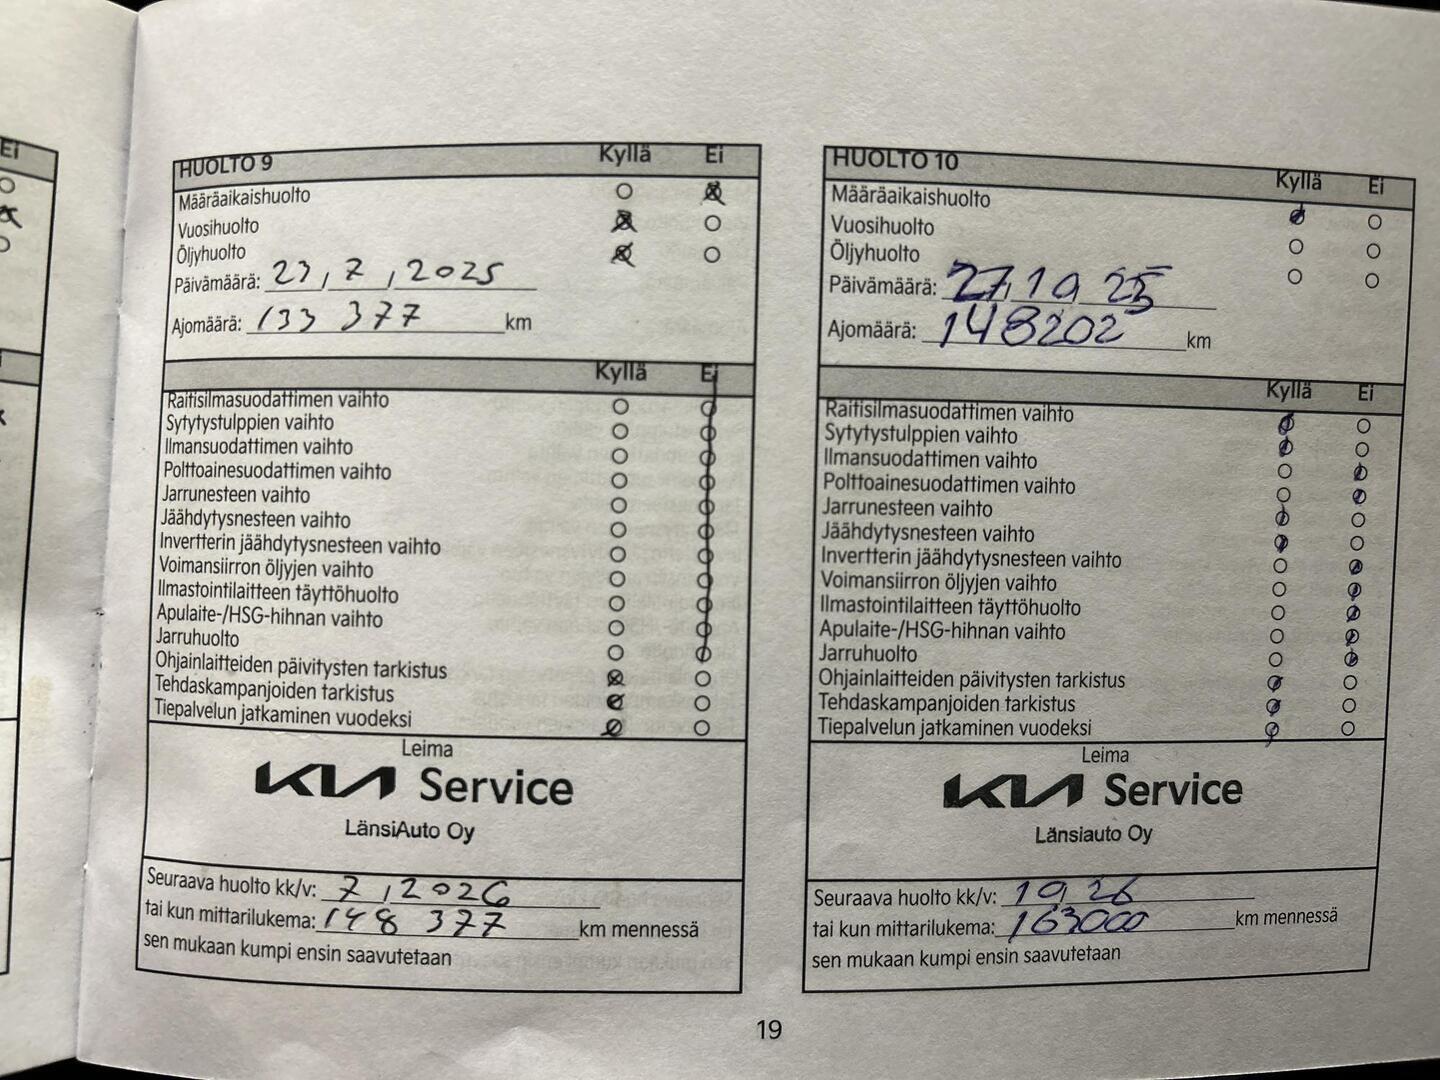 Ei
HUOLTO 9 Kyllä Ei
Määräaikaishuolto
Vuosihuolto
Öljyhuolto
Päivämäärä: 23, 7, 2025
Ajomäärä: 133 377 km
Kyllä Ei
Raitisilmasuodattimen vaihto
Sytytystulppien vaihto
Ilmansuodattimen vaihto
Polttoainesuodattimen vaihto
Jarrunesteen vaihto
Jäähdytysnesteen vaihto
Invertterin jäähdytysnesteen vaihto
Voimansiirron öljyjen vaihto
Ilmastointilaitteen täyttöhuolto
Apulaite-/HSG-hihnan vaihto
Jarruhuolto
Ohjainlaitteiden päivitysten tarkistus
Tehdaskampanjoiden tarkistus
Tiepalvelun jatkaminen vuodeksi
Leima
KIA Service
LänsiAuto Oy
Seuraava huolto kk/v: 7, 2026
tai kun mittarilukema: 148 377 km mennessä
sen mukaan kumpi ensin saavutetaan
HUOLTO 10 Kyllä Ei
Määräaikaishuolto
Vuosihuolto
Öljyhuolto
Päivämäärä: 27, 10, 25
Ajomäärä: 148202 km
Kyllä Ei
Raitisilmasuodattimen vaihto
Sytytystulppien vaihto
Ilmansuodattimen vaihto
Polttoainesuodattimen vaihto
Jarrunesteen vaihto
Jäähdytysnesteen vaihto
Invertterin jäähdytysnesteen vaihto
Voimansiirron öljyjen vaihto
Ilmastointilaitteen täyttöhuolto
Apulaite-/HSG-hihnan vaihto
Jarruhuolto
Ohjainlaitteiden päivitysten tarkistus
Tehdaskampanjoiden tarkistus
Tiepalvelun jatkaminen vuodeksi
Leima
KIA Service
Länsiauto Oy
Seuraava huolto kk/v: 10, 26
tai kun mittarilukema: 163000 km mennessä
sen mukaan kumpi ensin saavutetaan
19